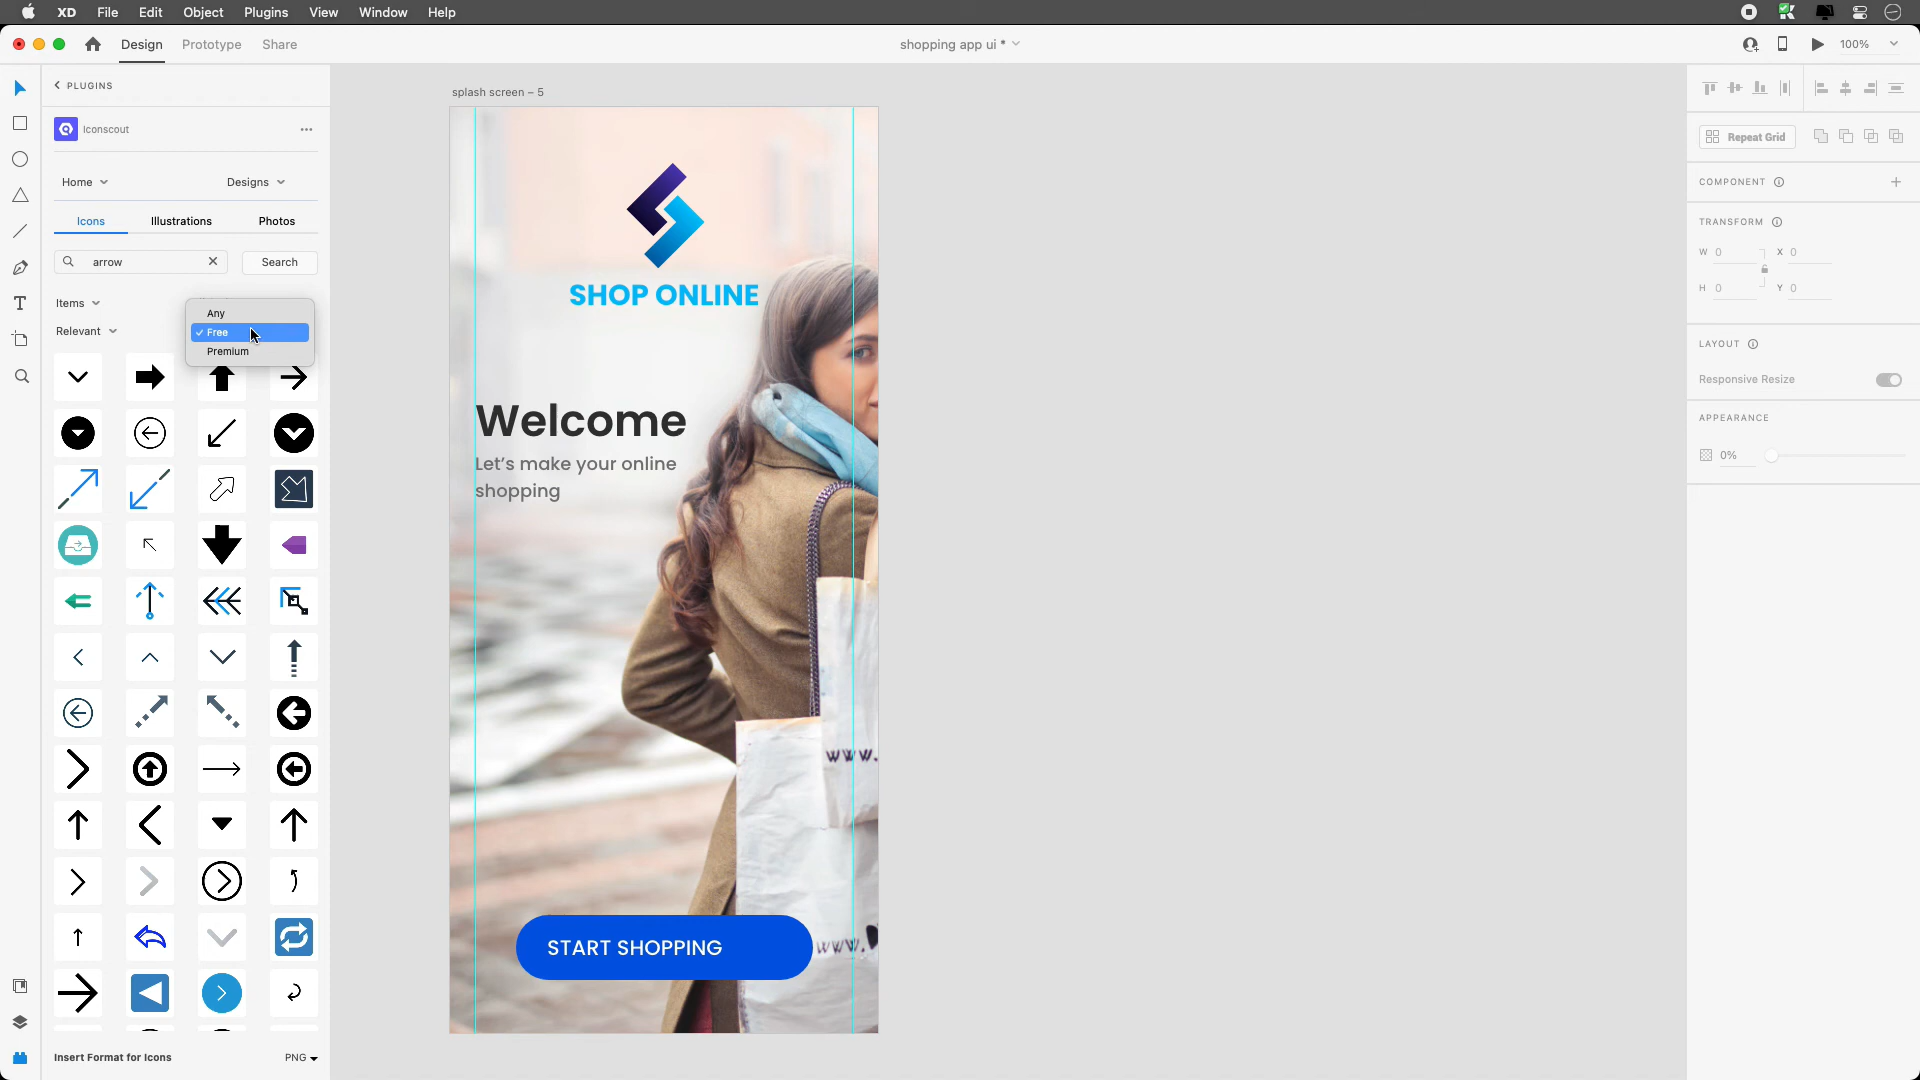 XD File Edit Object Plugins View Window Help
Design Prototype Share
shopping app ui *
100%
PLUGINS
Iconscout
Home Designs
Icons Illustrations Photos
arrow Search
Items
Relevant
Any
Free
Premium
Insert Format for Icons PNG
splash screen – 5
SHOP ONLINE
Welcome
Let's make your online
shopping
www.
www.
START SHOPPING
Repeat Grid
COMPONENT
TRANSFORM
W 0 X 0
H 0 Y 0
LAYOUT
Responsive Resize
APPEARANCE
0%